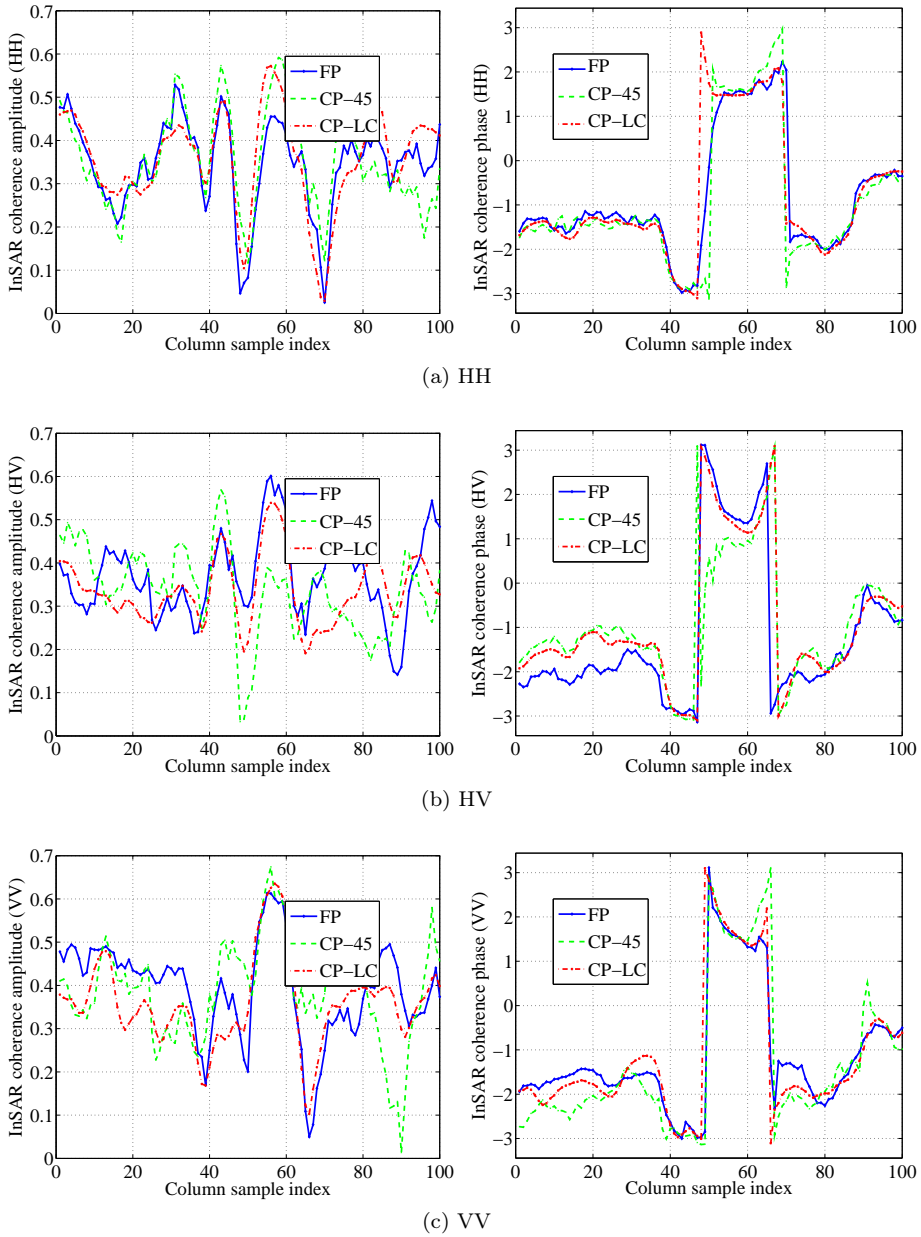 InSAR coherence amplitude (HH)
0.7
0.6
0.5
0.4
0.3
0.2
0.1
0
0 20 40 60 80 100
Column sample index
FP
CP−45
CP−LC
InSAR coherence phase (HH)
3
2
1
0
−1
−2
−3
0 20 40 60 80 100
Column sample index
FP
CP−45
CP−LC
(a) HH
InSAR coherence amplitude (HV)
0.7
0.6
0.5
0.4
0.3
0.2
0.1
0
0 20 40 60 80 100
Column sample index
FP
CP−45
CP−LC
InSAR coherence phase (HV)
3
2
1
0
−1
−2
−3
0 20 40 60 80 100
Column sample index
FP
CP−45
CP−LC
(b) HV
InSAR coherence amplitude (VV)
0.7
0.6
0.5
0.4
0.3
0.2
0.1
0
0 20 40 60 80 100
Column sample index
FP
CP−45
CP−LC
InSAR coherence phase (VV)
3
2
1
0
−1
−2
−3
0 20 40 60 80 100
Column sample index
FP
CP−45
CP−LC
(c) VV